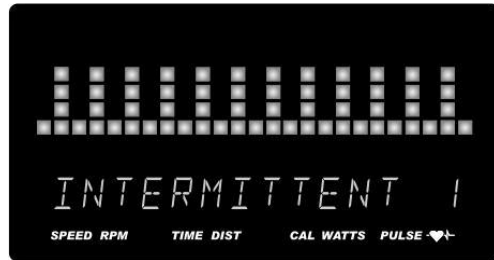 INTERMITTENT 1
SPEED RPM TIME DIST CAL WATTS PULSE